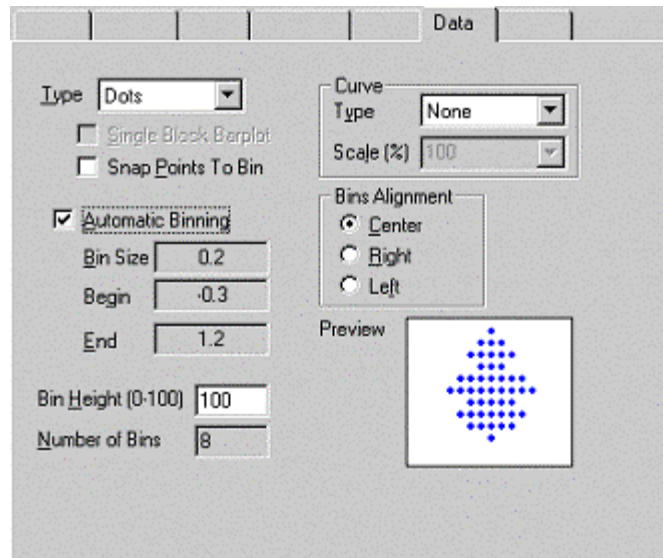 Data
Type Dots
Single Block Barplot
Snap Points To Bin
Automatic Binning
Bin Size 0.2
Begin -0.3
End 1.2
Bin Height (0-100) 100
Number of Bins 8
Curve
Type None
Scale (%) 100
Bins Alignment
Center
Right
Left
Preview